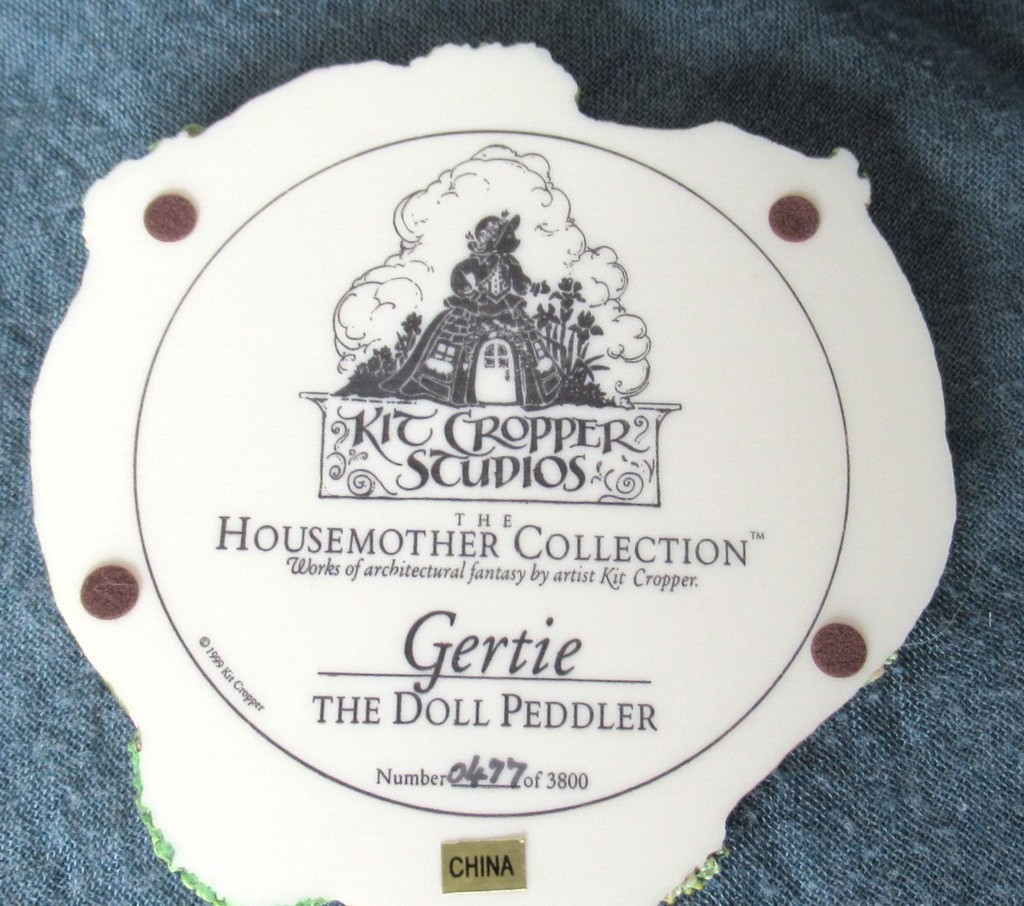 KIT CROPPER
STUDIOS
THE
HOUSEMOTHER COLLECTION™
Works of architectural fantasy by artist Kit Cropper.
Gertie
THE DOLL PEDDLER
© 1999 Kit Cropper
Number 0477 of 3800
CHINA